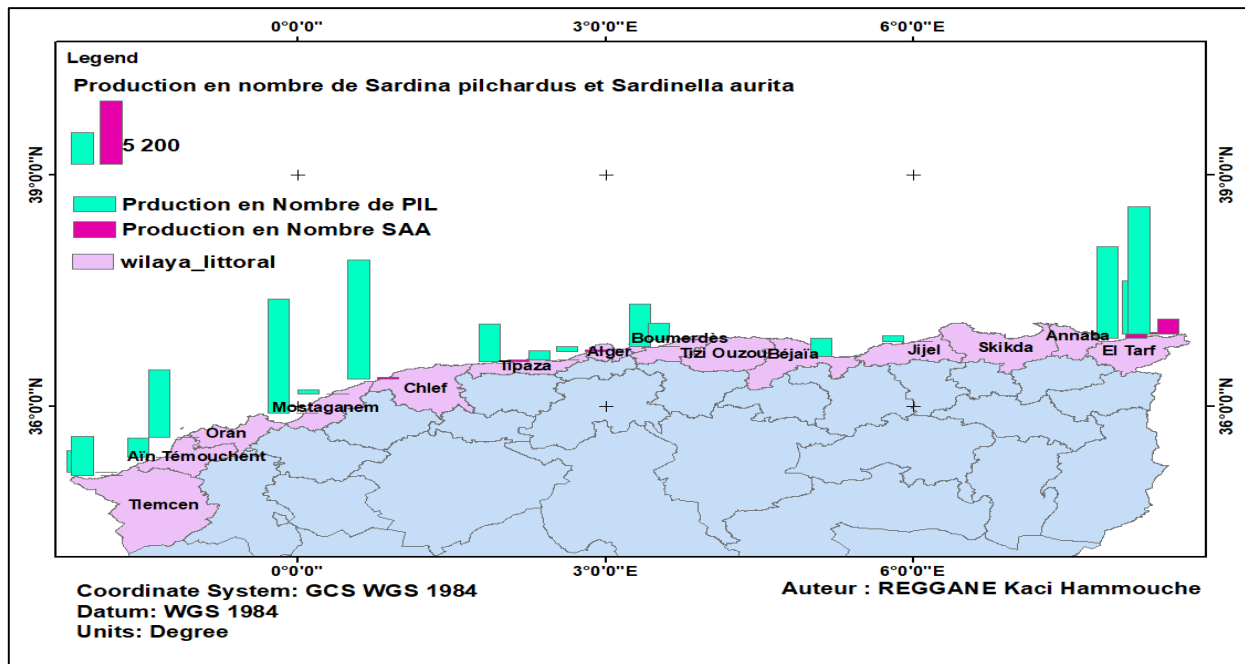 0°0'0" 3°0'0"E 6°0'0"E
Legend
Production en nombre de Sardina pilchardus et Sardinella aurita
5 200
Prduction en Nombre de PIL
Production en Nombre SAA
wilaya_littoral
39°0'0"N 39°0'0"N
36°0'0"N 36°0'0"N
Boumerdès
Annaba
Alger
Tizi Ouzou
Béjaïa
Jijel
Skikda
El Tarf
Tipaza
Chlef
Mostaganem
Oran
Aïn Témouchent
Tlemcen
0°0'0" 3°0'0"E 6°0'0"E
Coordinate System: GCS WGS 1984
Datum: WGS 1984
Units: Degree
Auteur : REGGANE Kaci Hammouche